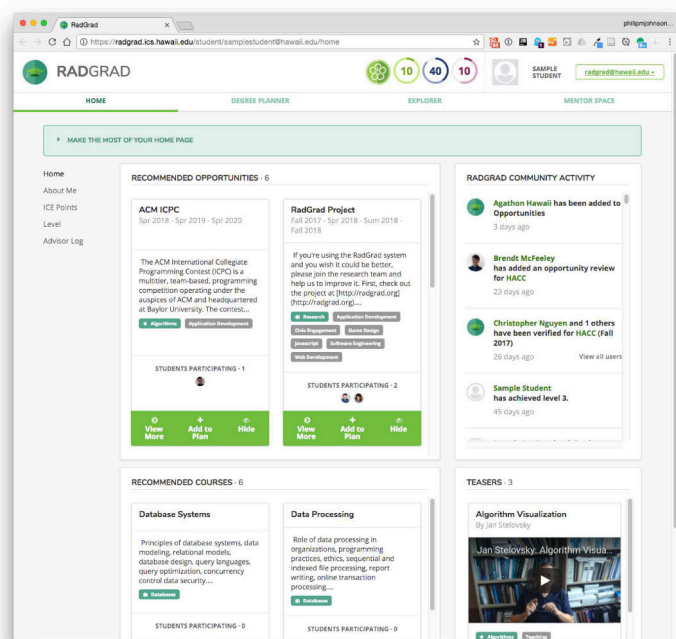 RadGrad
philipmjohnson...
https://radgrad.ics.hawaii.edu/student/samplestudent@hawaii.edu/home
RADGRAD
10 40 10
SAMPLE STUDENT
radgrad@hawaii.edu
HOME DEGREE PLANNER EXPLORER MENTOR SPACE
MAKE THE MOST OF YOUR HOME PAGE
Home
About Me
ICE Points
Level
Advisor Log
RECOMMENDED OPPORTUNITIES · 6
ACM ICPC
Spr 2018 - Spr 2019 - Spr 2020
The ACM International Collegiate
Programming Contest (ICPC) is a
multitier, team-based, programming
competition operating under the
auspices of ACM and headquartered
at Baylor University. The contest...
Algorithms Application Development
STUDENTS PARTICIPATING · 1
View More Add to Plan Hide
RadGrad Project
Fall 2017 - Spr 2018 - Sum 2018 -
Fall 2018
If you're using the RadGrad system
and you wish it could be better,
please join the research team and
help us to improve it. First, check out
the project at [http://radgrad.org]
(http://radgrad.org)....
Research Application Development
Civic Engagement Game Design
Javascript Software Engineering
Web Development
STUDENTS PARTICIPATING · 2
View More Add to Plan Hide
RADGRAD COMMUNITY ACTIVITY
Agathon Hawaii has been added to
Opportunities
3 days ago
Brendt McFeeley
has added an opportunity review
for HACC
23 days ago
Christopher Nguyen and 1 others
have been verified for HACC (Fall
2017)
26 days ago View all users
Sample Student
has achieved level 3.
45 days ago
RECOMMENDED COURSES · 6
Database Systems
Principles of database systems, data
modeling, relational models,
database design, query languages,
query optimization, concurrency
control data security....
Databases
STUDENTS PARTICIPATING · 0
Data Processing
Role of data processing in
organizations, programming
practices, ethics, sequential and
indexed file processing, report
writing, online transaction
processing....
Databases
STUDENTS PARTICIPATING · 0
TEASERS · 3
Algorithm Visualization
By Jan Stelovsky
Jan Stelovsky: Algorithm Visua...
Algorithms Teaching